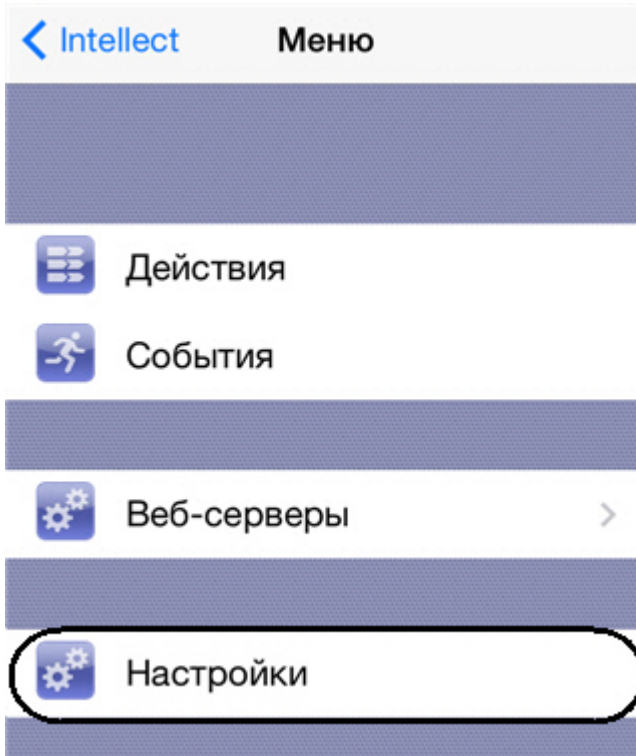 Intellect Меню
Действия
События
Веб-серверы
Настройки